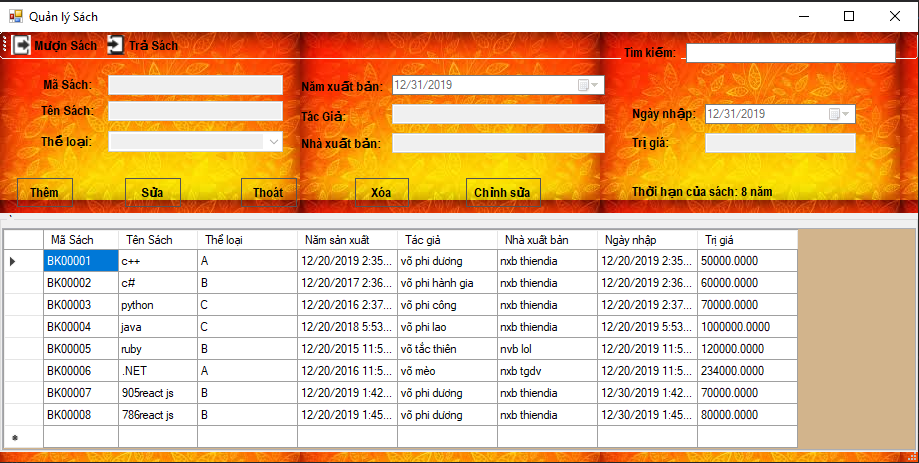 Quản lý Sách
Mượn Sách Trả Sách
Tìm kiếm:
Mã Sách: Năm xuất bản: 12/31/2019
Tên Sách: Tác Giả: Ngày nhập: 12/31/2019
Thể loại: Nhà xuất bản: Trị giá:
Thêm Sửa Thoát Xóa Chỉnh sửa Thời hạn của sách: 8 năm
Mã Sách Tên Sách Thể loại Năm sản xuất Tác giả Nhà xuất bản Ngày nhập Trị giá
BK00001 c++ A 12/20/2019 2:35... võ phi dương nxb thiendia 12/20/2019 2:35... 50000.0000
BK00002 c# B 12/20/2017 2:36... võ phi hành gia nxb thiendia 12/20/2019 2:36... 60000.0000
BK00003 python C 12/20/2016 2:37... võ phi công nxb thiendia 12/20/2019 2:37... 70000.0000
BK00004 java C 12/20/2018 5:53... võ phi lao nxb thiendia 12/20/2019 5:53... 1000000.0000
BK00005 ruby B 12/20/2015 11:5... võ tắc thiên nvb lol 12/20/2019 11:5... 120000.0000
BK00006 .NET A 12/20/2016 11:5... võ mèo nxb tgdv 12/20/2019 11:5... 234000.0000
BK00007 905react js B 12/20/2019 1:42... võ phi dương nxb thiendia 12/30/2019 1:42... 70000.0000
BK00008 786react js B 12/20/2019 1:45... võ phi dương nxb thiendia 12/30/2019 1:45... 80000.0000